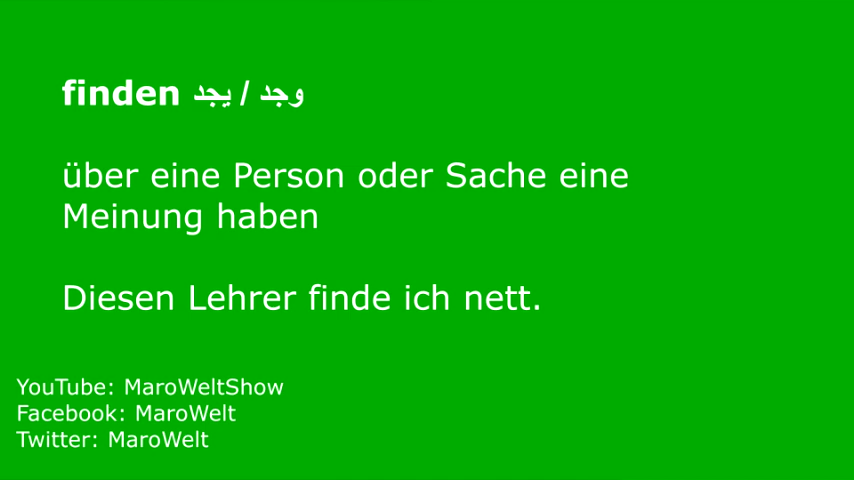 finden وجد / يجد
über eine Person oder Sache eine
Meinung haben
Diesen Lehrer finde ich nett.
YouTube: MaroWeltShow
Facebook: MaroWelt
Twitter: MaroWelt